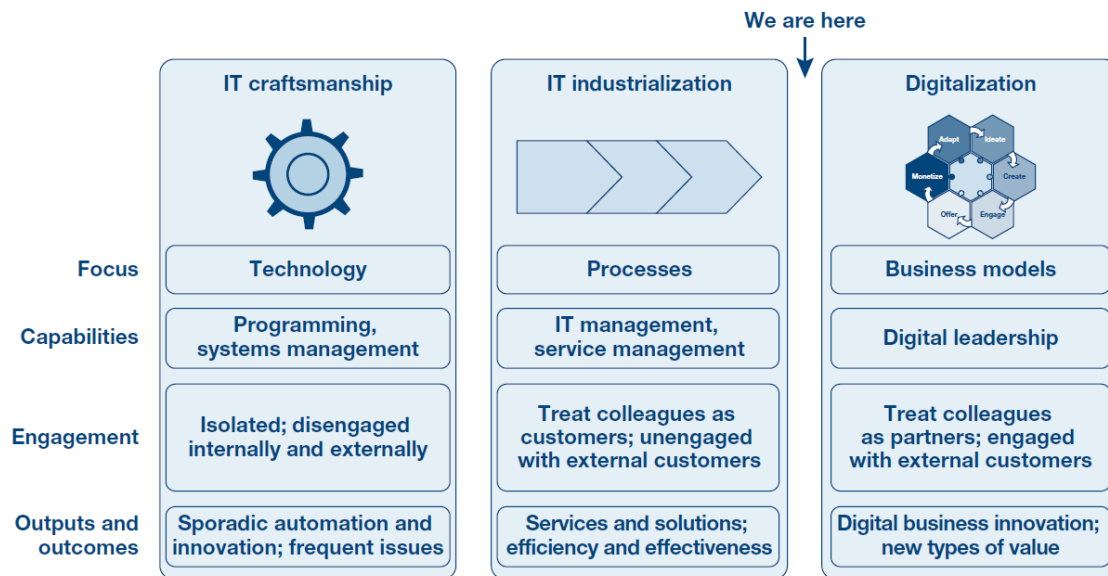 We are here
IT craftsmanship
IT industrialization
Digitalization
Adapt
Ideate
Monetize
Create
Offer
Engage
Focus
Technology
Processes
Business models
Capabilities
Programming,
systems management
IT management,
service management
Digital leadership
Engagement
Isolated; disengaged
internally and externally
Treat colleagues as
customers; unengaged
with external customers
Treat colleagues
as partners; engaged
with external customers
Outputs and
outcomes
Sporadic automation and
innovation; frequent issues
Services and solutions;
efficiency and effectiveness
Digital business innovation;
new types of value